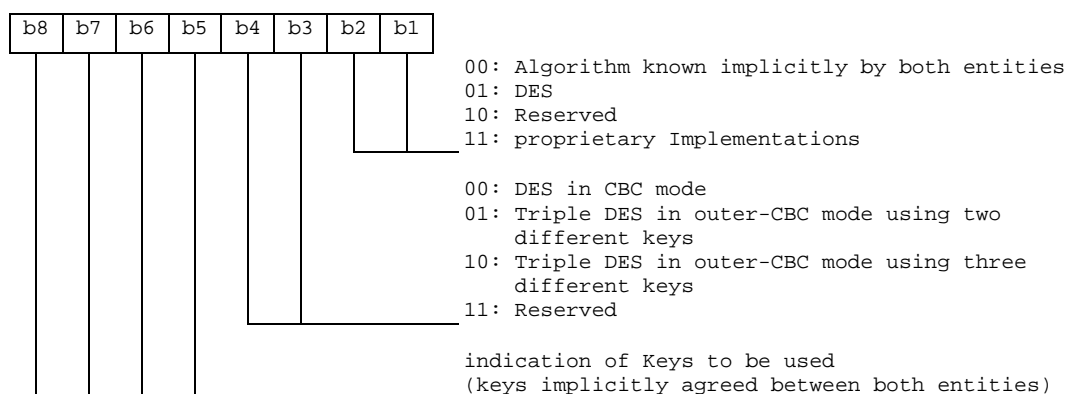 b8 b7 b6 b5 b4 b3 b2 b1
00: Algorithm known implicitly by both entities
01: DES
10: Reserved
11: proprietary Implementations
00: DES in CBC mode
01: Triple DES in outer-CBC mode using two
different keys
10: Triple DES in outer-CBC mode using three
different keys
11: Reserved
indication of Keys to be used
(keys implicitly agreed between both entities)